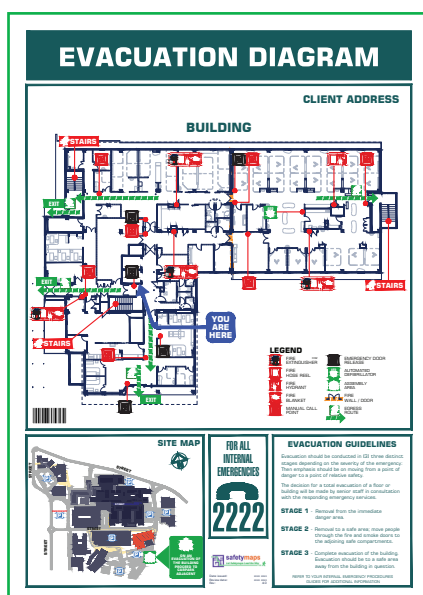 EVACUATION DIAGRAM
CLIENT ADDRESS
BUILDING
STAIRS
EXIT
EXIT
STAIRS
STAIRS
YOU
ARE
HERE
EXIT
LEGEND
FIRE
EXTINGUISHER
FIRE
HOSE REEL
FIRE
HYDRANT
FIRE
BLANKET
MANUAL CALL
POINT
EMERGENCY DOOR
RELEASE
AUTOMATED
DEFIBRILLATOR
ASSEMBLY
AREA
FIRE
WALL / DOOR
EGRESS
ROUTE
SITE MAP
STREET
STREET
STREET
STREET
FOR ALL
INTERNAL
EMERGENCIES
2222
safetymaps
EVACUATION GUIDELINES
Evacuation should be conducted in (3) three distinct
stages depending on the severity of the emergency.
Then emphasis should be on moving from a point of
danger to a point of relative safety.
The decision for a total evacuation of a floor or
building will be made by senior staff in consultation
with the responding emergency services.
STAGE 1 - Removal from the immediate
danger area.
STAGE 2 - Removal to a safe area; move people
through the fire and smoke doors to
the adjoining safe compartments.
STAGE 3 - Complete evacuation of the building.
Evacuation should be to a safe area
away from the building in question.
(REFER TO YOUR INTERNAL EMERGENCY PROCEDURES
GUIDE FOR ADDITIONAL INFORMATION)